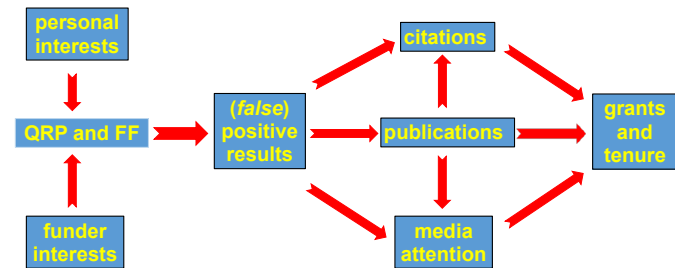 personal
interests
QRP and FF
funder
interests
(false)
positive
results
citations
publications
media
attention
grants
and
tenure